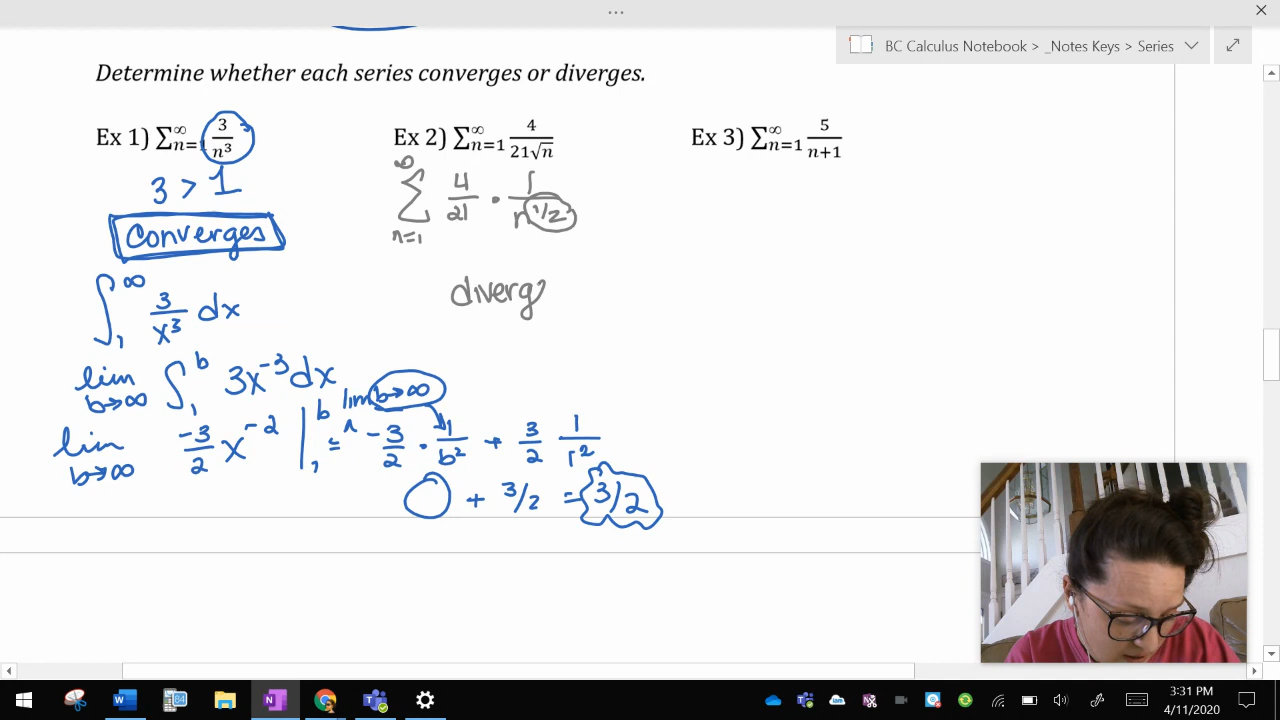 BC Calculus Notebook > _Notes Keys > Series
Determine whether each series converges or diverges.
Ex 1) ∑∞n=1 3/n³
3 > 1
Converges
∫₁^∞ 3/x³ dx
lim b→∞ ∫₁^b 3x⁻³ dx
lim b→∞ -3/2 x⁻² |₁^b = lim b→∞ -3/2 · 1/b² + 3/2 1/1²
0 + 3/2 = 3/2
Ex 2) ∑∞n=1 4/21√n
∑∞n=1 4/21 · 1/n^1/2
diverg
Ex 3) ∑∞n=1 5/n+1
3:31 PM
4/11/2020